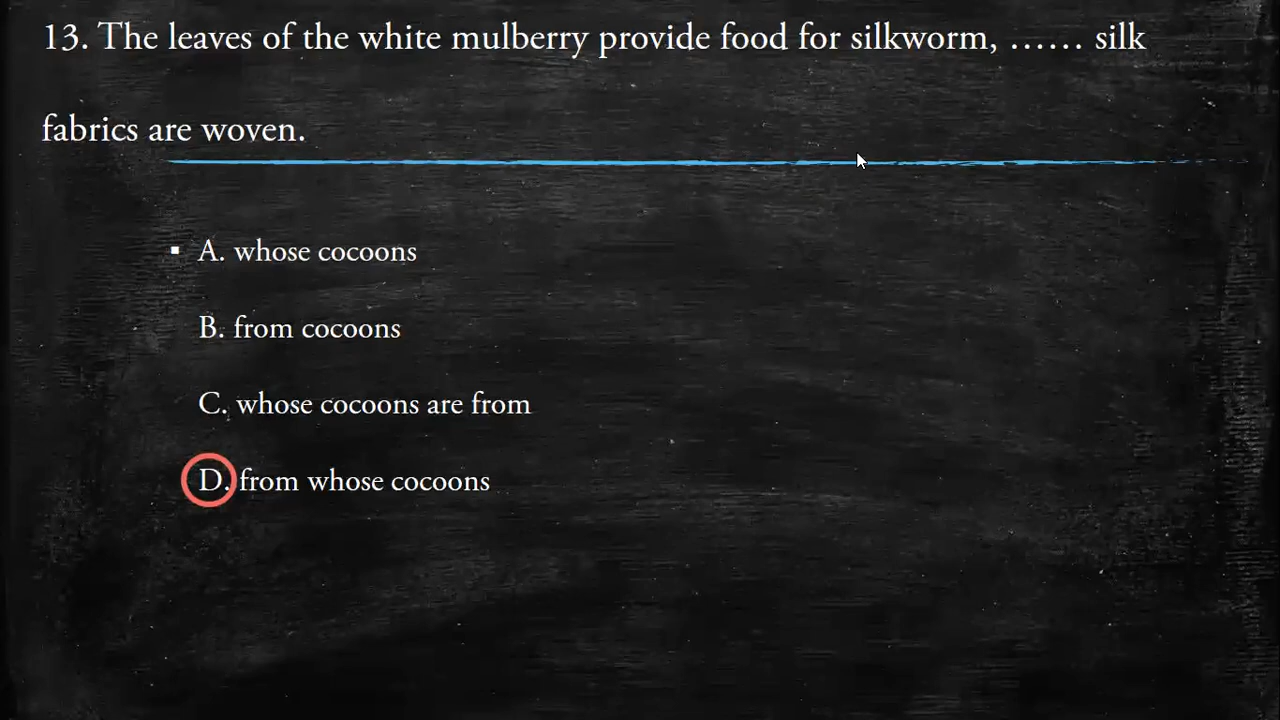 13. The leaves of the white mulberry provide food for silkworm, …… silk
fabrics are woven.
▪ A. whose cocoons
B. from cocoons
C. whose cocoons are from
D. from whose cocoons